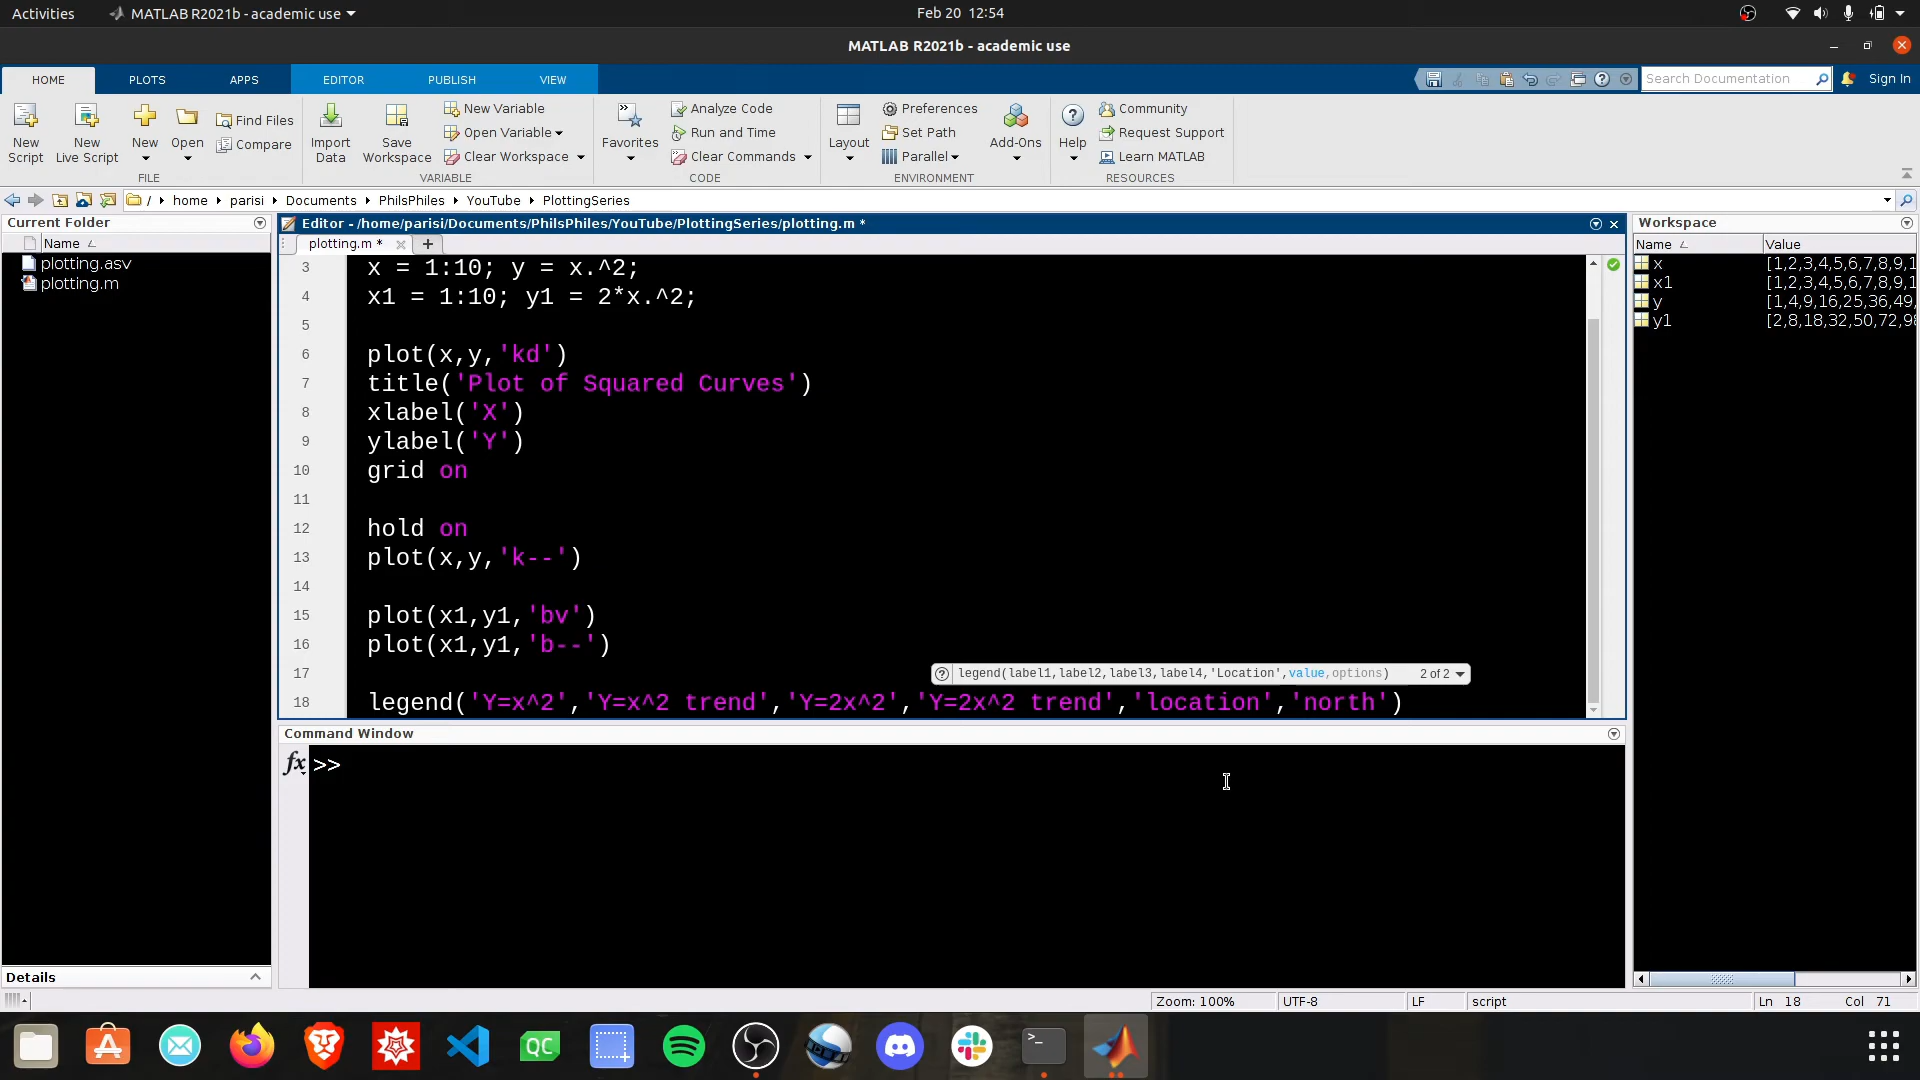 Activities
MATLAB R2021b - academic use
Feb 20 12:54
MATLAB R2021b - academic use
HOME
PLOTS
APPS
EDITOR
PUBLISH
VIEW
Search Documentation
Sign In
New Script
New Live Script
New
Open
Find Files
Compare
FILE
Import Data
Save Workspace
New Variable
Open Variable
Clear Workspace
VARIABLE
Favorites
Analyze Code
Run and Time
Clear Commands
CODE
Layout
Preferences
Set Path
Parallel
Add-Ons
ENVIRONMENT
Help
Community
Request Support
Learn MATLAB
RESOURCES
/ home parisi Documents PhilsPhiles YouTube PlottingSeries
Current Folder
Name
plotting.asv
plotting.m
Details
Editor - /home/parisi/Documents/PhilsPhiles/YouTube/PlottingSeries/plotting.m *
plotting.m *
3 x = 1:10; y = x.^2;
4 x1 = 1:10; y1 = 2*x.^2;
5
6 plot(x,y,'kd')
7 title('Plot of Squared Curves')
8 xlabel('X')
9 ylabel('Y')
10 grid on
11
12 hold on
13 plot(x,y,'k--')
14
15 plot(x1,y1,'bv')
16 plot(x1,y1,'b--')
17
legend(label1,label2,label3,label4,'Location',value,options) 2 of 2
18 legend('Y=x^2','Y=x^2 trend','Y=2x^2','Y=2x^2 trend','location','north')
Command Window
fx >>
Workspace
Name Value
x [1,2,3,4,5,6,7,8,9,1
x1 [1,2,3,4,5,6,7,8,9,1
y [1,4,9,16,25,36,49,
y1 [2,8,18,32,50,72,98
Zoom: 100%
UTF-8
LF
script
Ln 18 Col 71
QC
>_